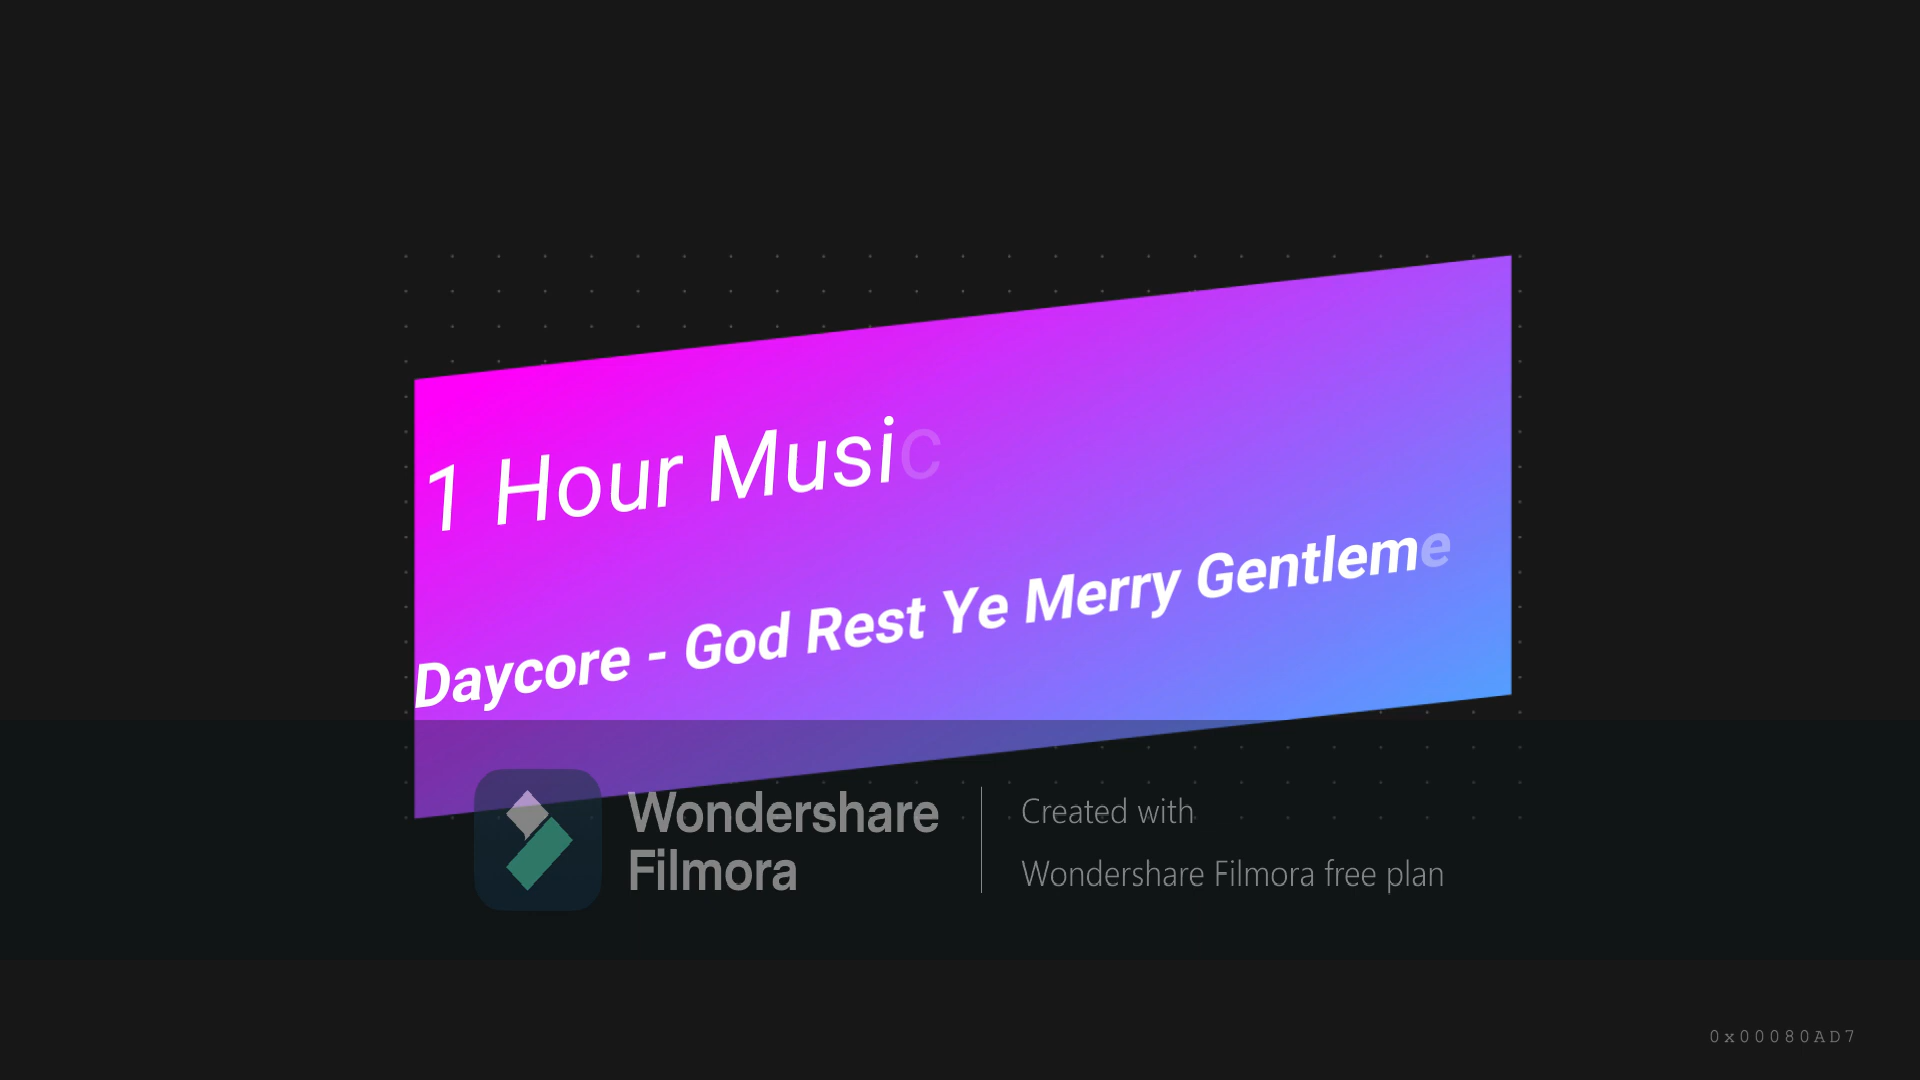 1 Hour Music
Daycore - God Rest Ye Merry Gentleme
Wondershare
Filmora
Created with
Wondershare Filmora free plan
0x00080AD7